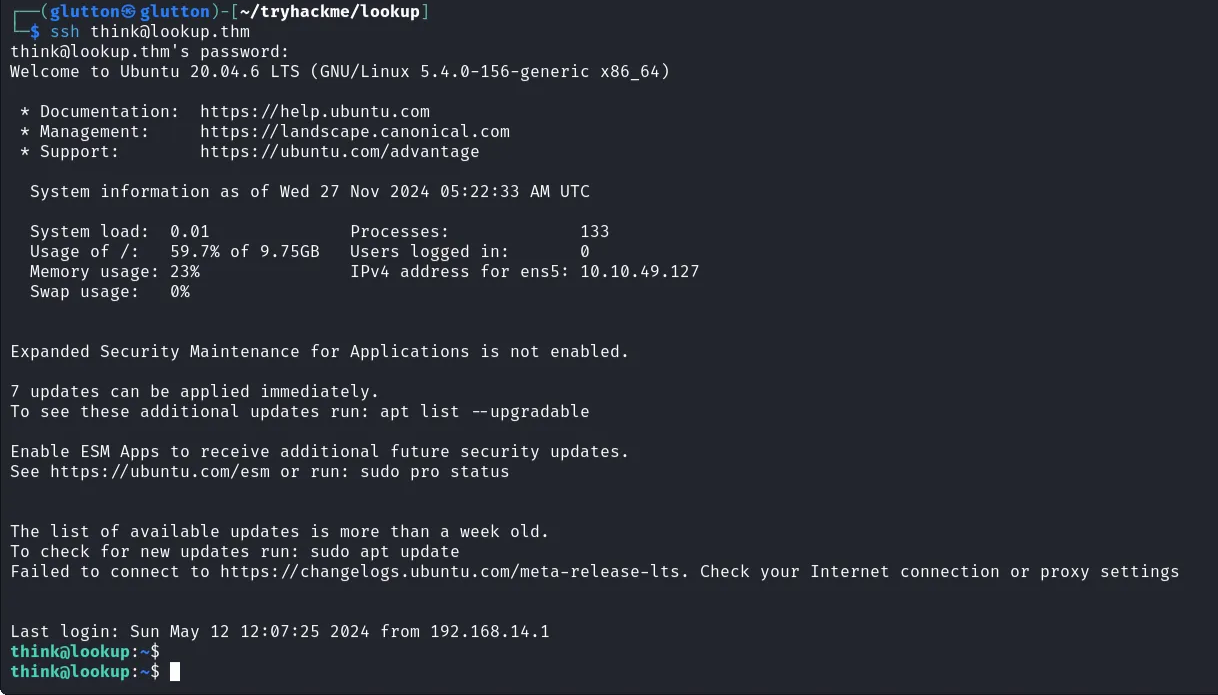 ┌──(glutton㉿glutton)-[~/tryhackme/lookup]
└─$ ssh think@lookup.thm
think@lookup.thm's password:
Welcome to Ubuntu 20.04.6 LTS (GNU/Linux 5.4.0-156-generic x86_64)
* Documentation:  https://help.ubuntu.com
* Management:     https://landscape.canonical.com
* Support:        https://ubuntu.com/advantage
System information as of Wed 27 Nov 2024 05:22:33 AM UTC
System load:  0.01              Processes:             133
Usage of /:   59.7% of 9.75GB   Users logged in:       0
Memory usage: 23%               IPv4 address for ens5: 10.10.49.127
Swap usage:   0%
Expanded Security Maintenance for Applications is not enabled.
7 updates can be applied immediately.
To see these additional updates run: apt list --upgradable
Enable ESM Apps to receive additional future security updates.
See https://ubuntu.com/esm or run: sudo pro status
The list of available updates is more than a week old.
To check for new updates run: sudo apt update
Failed to connect to https://changelogs.ubuntu.com/meta-release-lts. Check your Internet connection or proxy settings
Last login: Sun May 12 12:07:25 2024 from 192.168.14.1
think@lookup:~$
think@lookup:~$